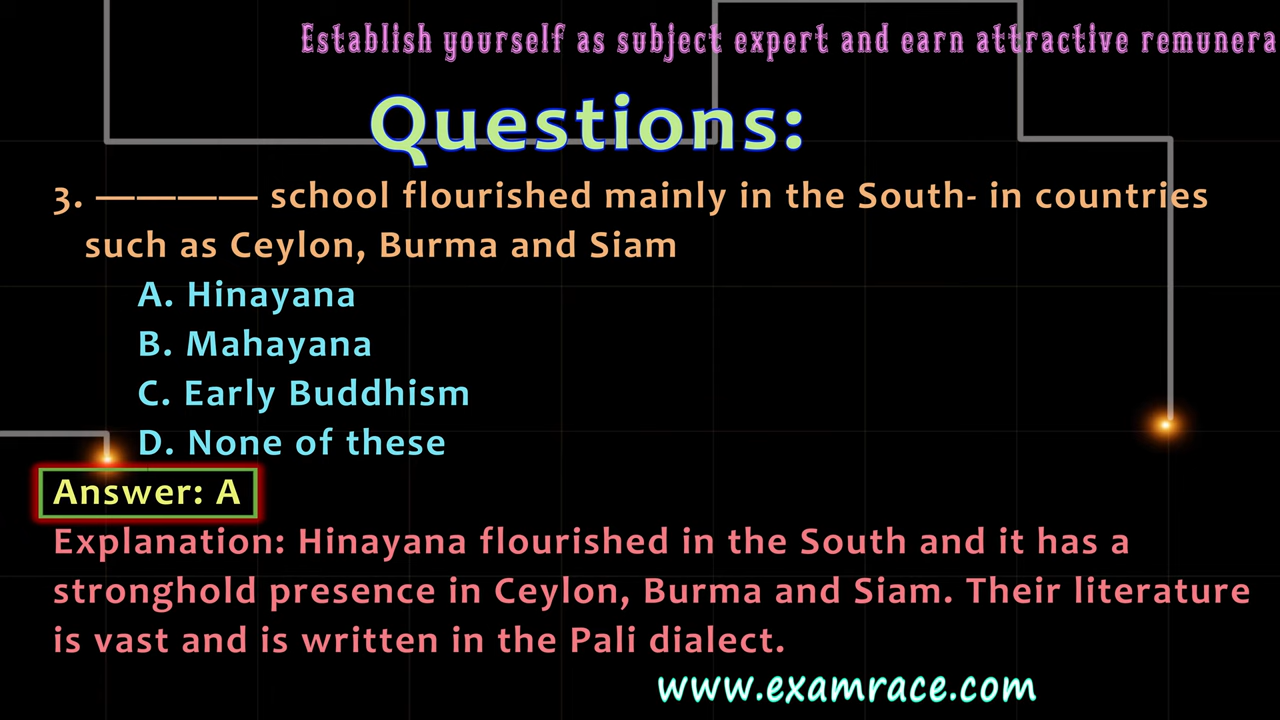 Establish yourself as subject expert and earn attractive remunera
Questions:
3. ———— school flourished mainly in the South- in countries
such as Ceylon, Burma and Siam
A. Hinayana
B. Mahayana
C. Early Buddhism
D. None of these
Answer: A
Explanation: Hinayana flourished in the South and it has a
stronghold presence in Ceylon, Burma and Siam. Their literature
is vast and is written in the Pali dialect.
www.examrace.com